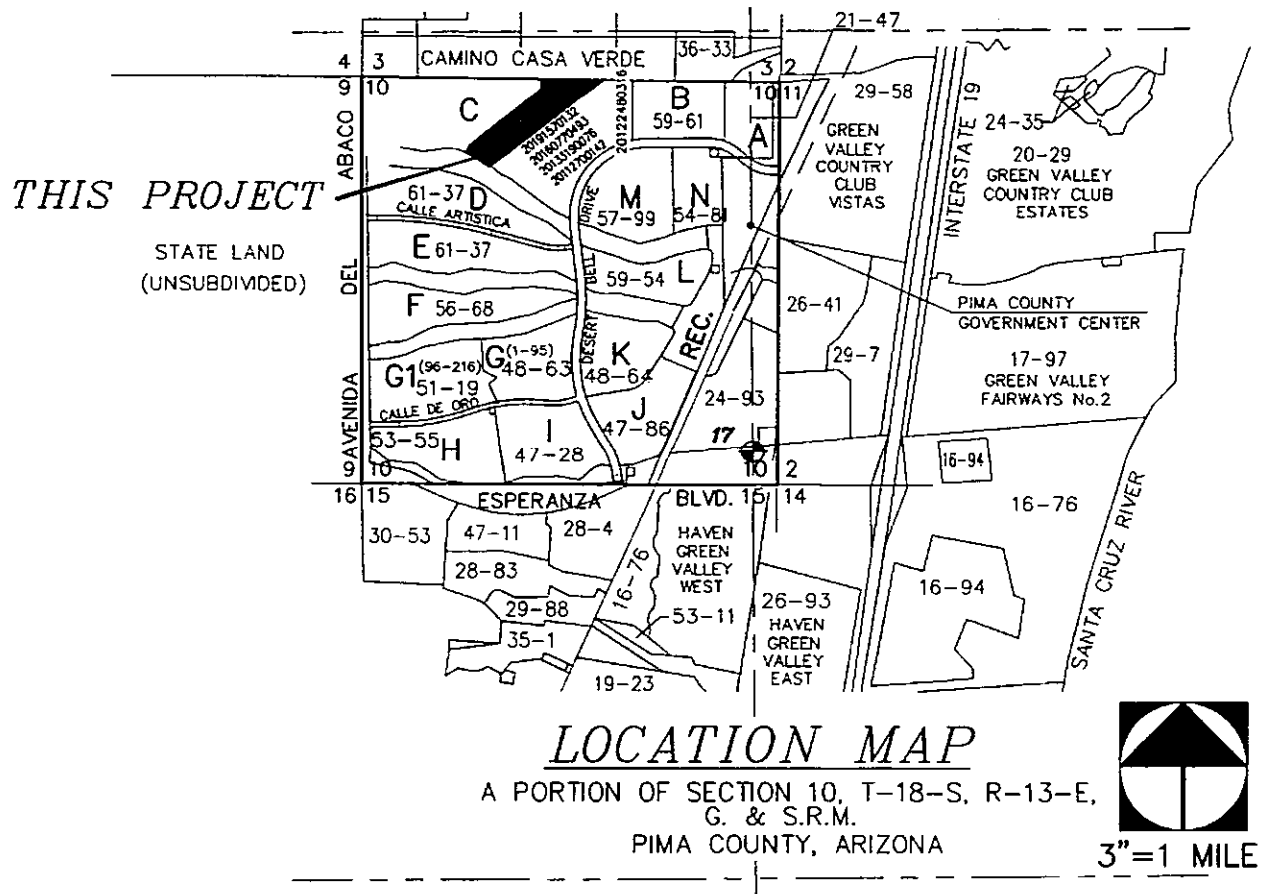 21-47
36-33
4 3
CAMINO CASA VERDE
3 2
9 10
10 11
C
B
59-61
A
29-58
GREEN
VALLEY
COUNTRY
CLUB
VISTAS
INTERSTATE 19
24-35
20-29
GREEN VALLEY
COUNTRY CLUB
ESTATES
20191570132
20160770493
20133190076
20112700142
20122480316
THIS PROJECT
STATE LAND
(UNSUBDIVIDED)
AVENIDA DEL ABACO
61-37 D
CALLE ARTISTICA
DESERT BELL DRIVE
M
57-99
N
54-81
E 61-37
59-54 L
F 56-68
REC.
26-41
29-7
PIMA COUNTY
GOVERNMENT CENTER
17-97
GREEN VALLEY
FAIRWAYS No.2
G1 (96-216)
51-19
G (1-95)
48-63
K
48-64
CALLE DE ORO
24-93
J
47-86
17
53-55 H
I
47-28
16-94
9 10
10 2
16 15
15 14
ESPERANZA BLVD.
16-76
SANTA CRUZ RIVER
30-53
47-11
28-4
HAVEN
GREEN
VALLEY
WEST
28-83
16-76
29-88
53-11
26-93
HAVEN
GREEN
VALLEY
EAST
16-94
35-1
19-23
LOCATION MAP
A PORTION OF SECTION 10, T-18-S, R-13-E,
G. & S.R.M.
PIMA COUNTY, ARIZONA
3"=1 MILE